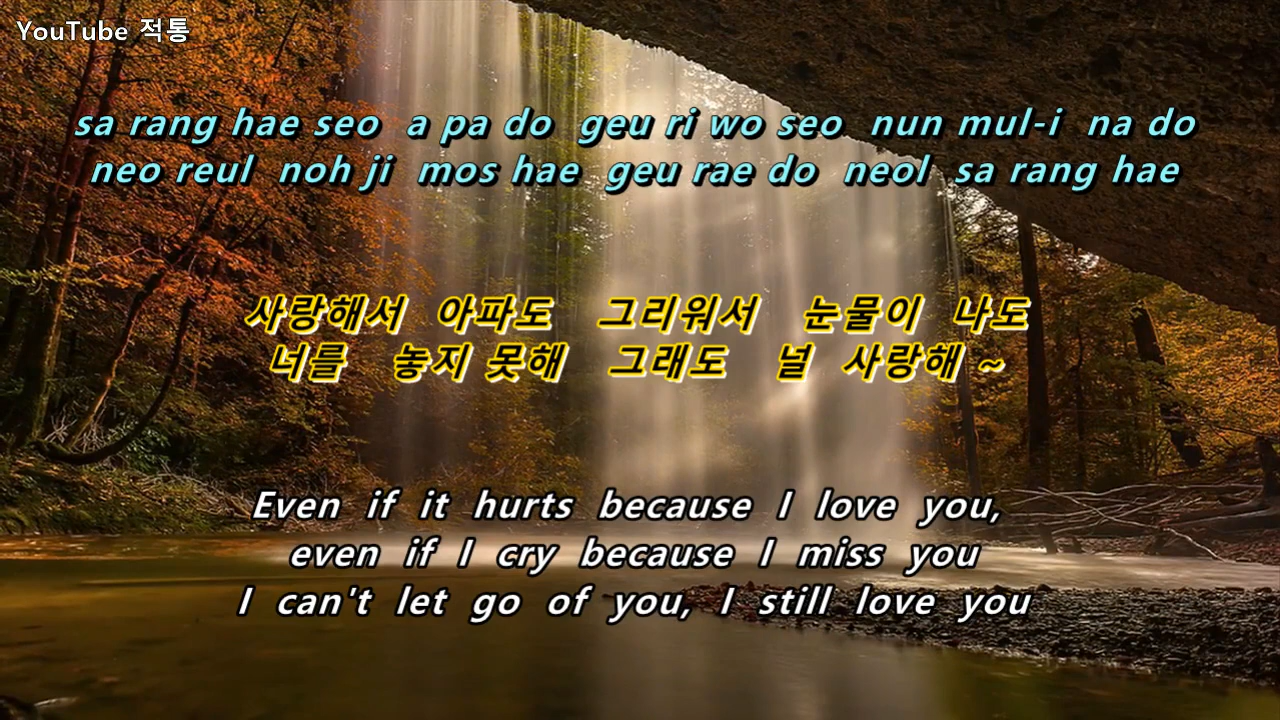 YouTube 적통
sa rang hae seo a pa do geu ri wo seo nun mul-i na do
neo reul noh ji mos hae geu rae do neol sa rang hae
사랑해서 아파도 그리워서 눈물이 나도
너를 놓지 못해 그래도 널 사랑해 ~
Even if it hurts because I love you,
even if I cry because I miss you
I can't let go of you, I still love you